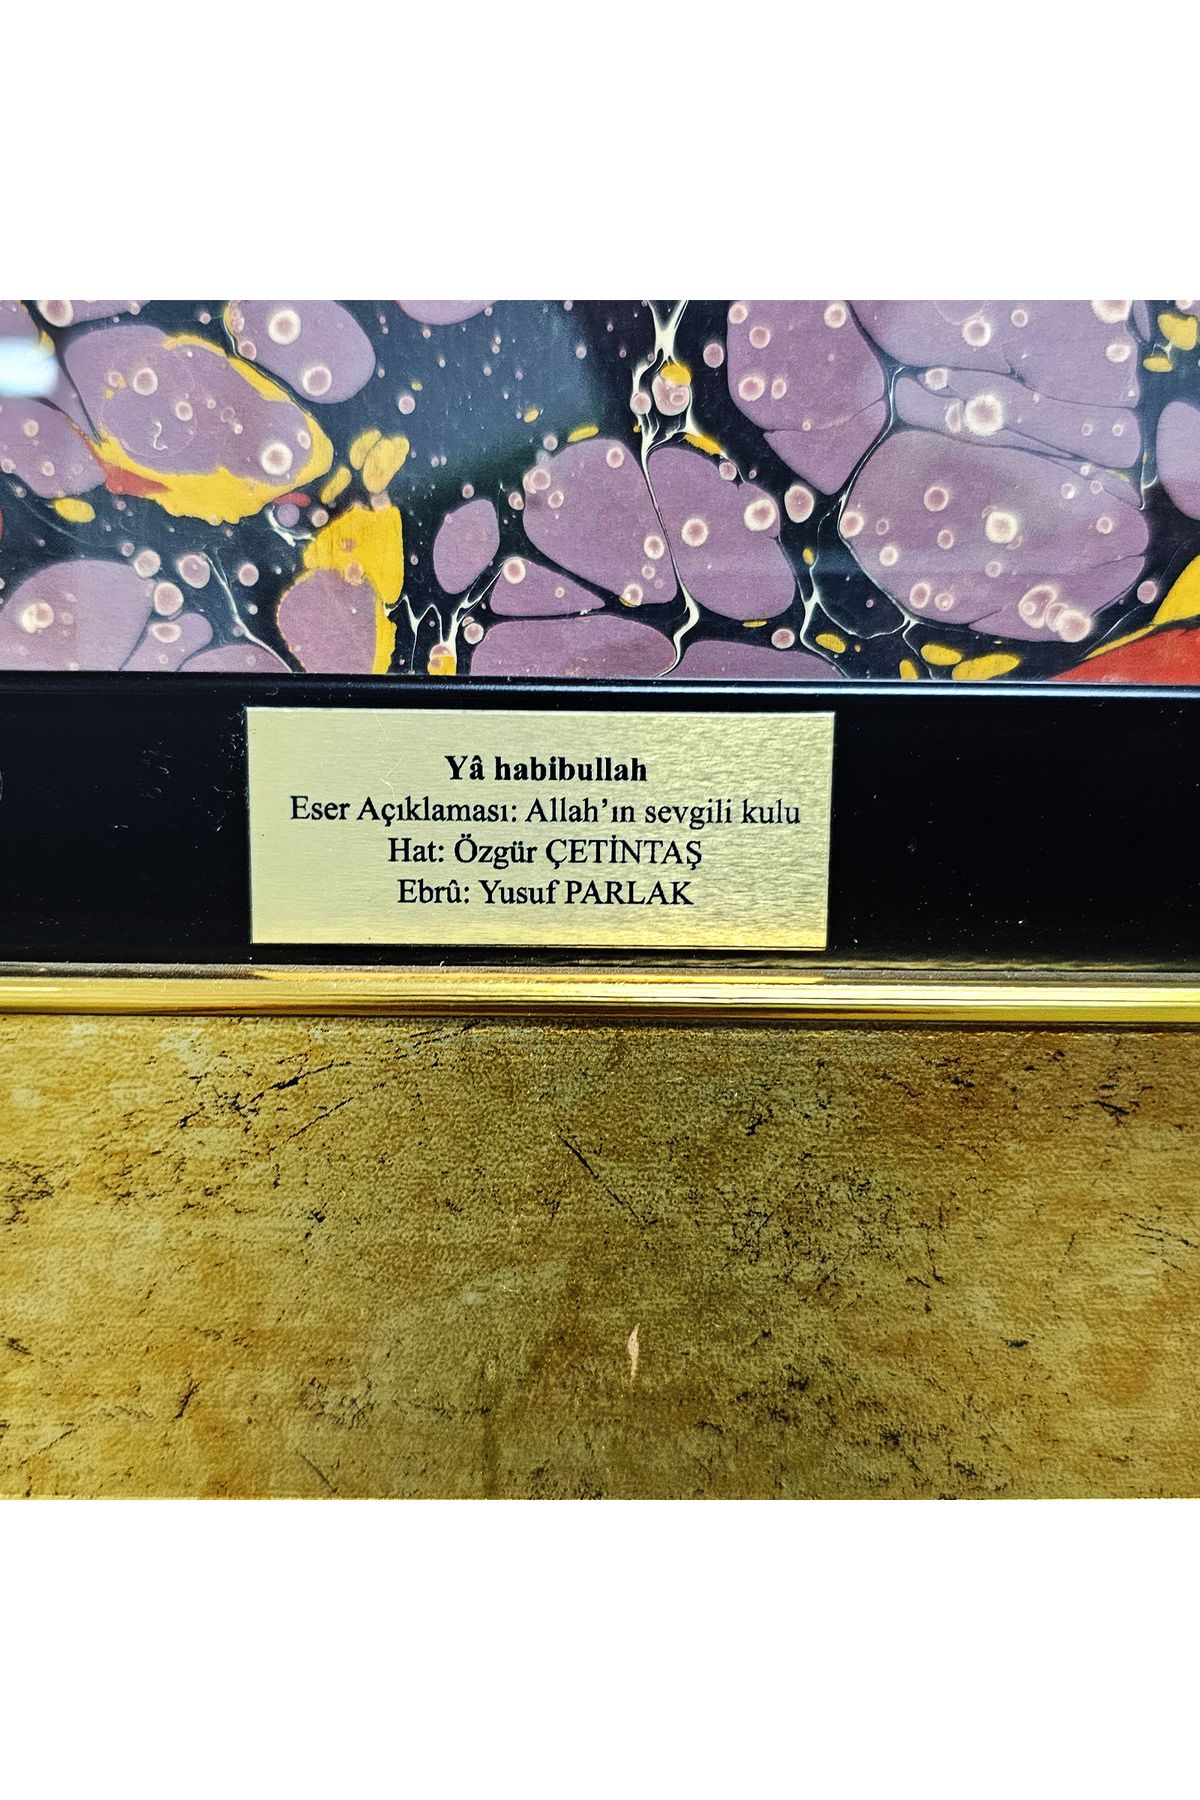 Yâ habibullah
Eser Açıklaması: Allah'ın sevgili kulu
Hat: Özgür ÇETİNTAŞ
Ebrû: Yusuf PARLAK